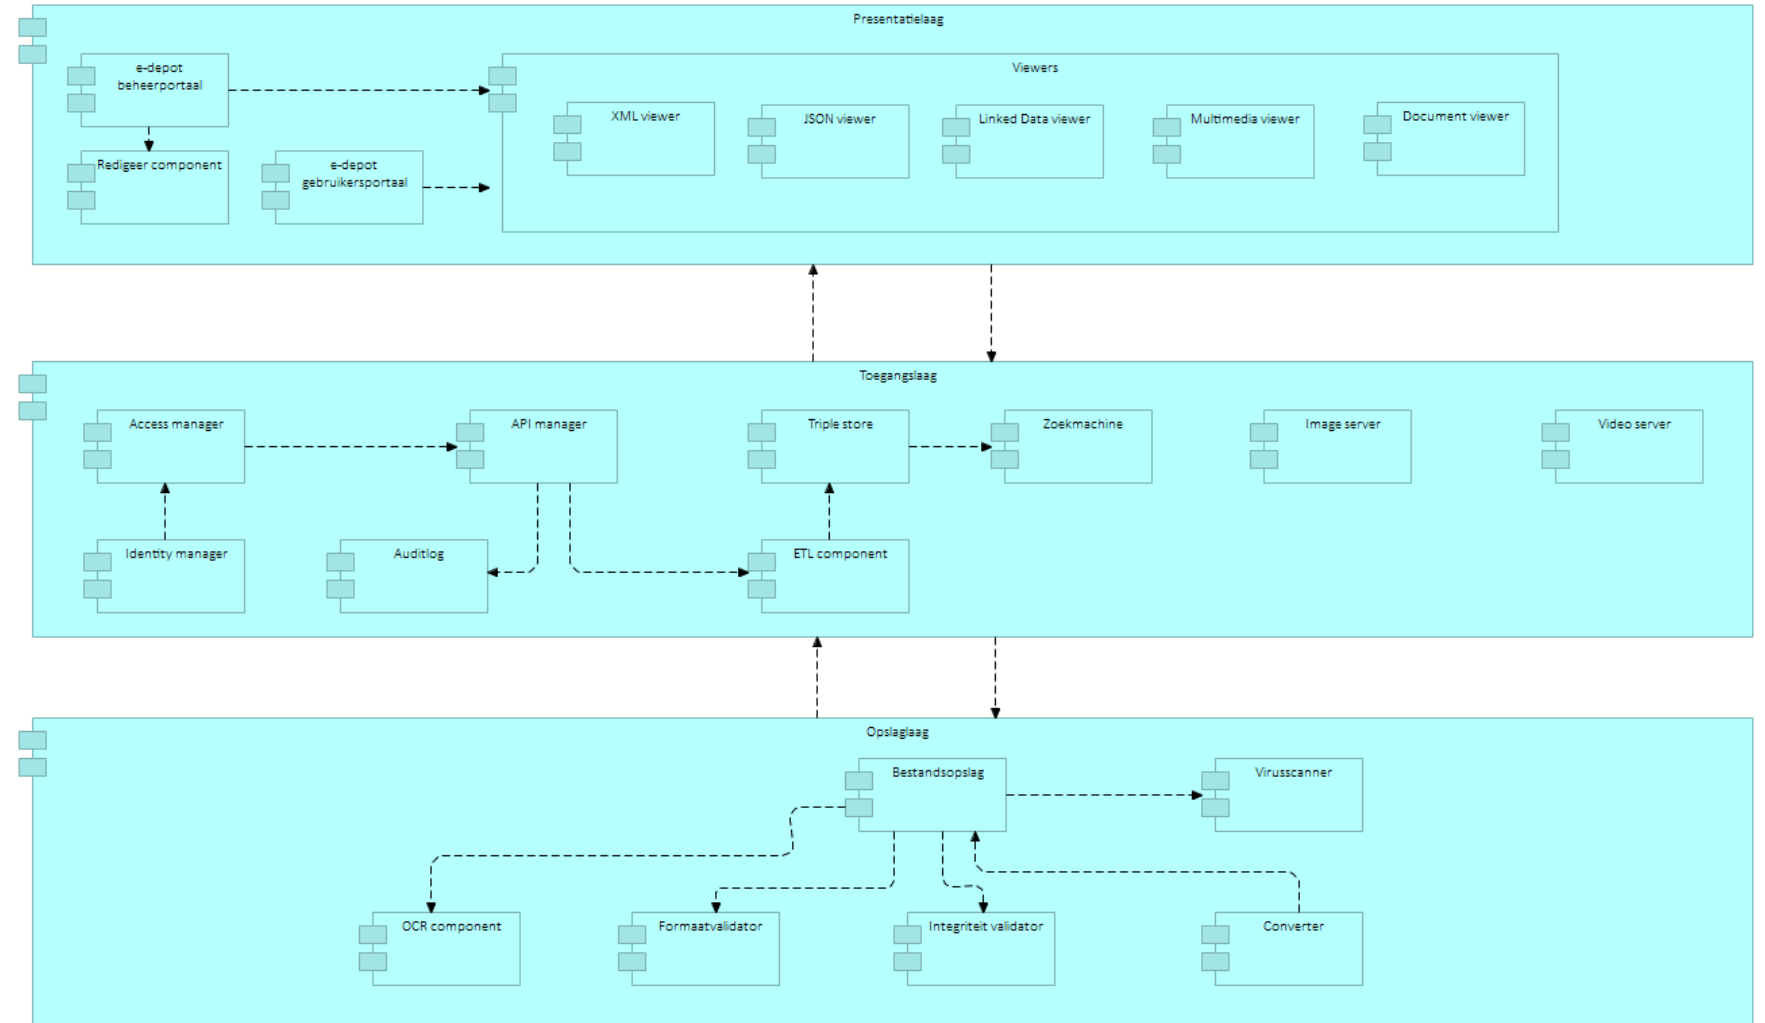 Presentatielaag
e-depot
beheerportaal
Viewers
XML viewer
JSON viewer
Linked Data viewer
Multimedia viewer
Document viewer
Redigeer component
e-depot
gebruikersportaal
Toegangslaag
Access manager
API manager
Triple store
Zoekmachine
Image server
Video server
Identity manager
Auditlog
ETL component
Opslaglaag
Bestandsopslag
Virusscanner
OCR component
Formaatvalidator
Integriteit validator
Converter